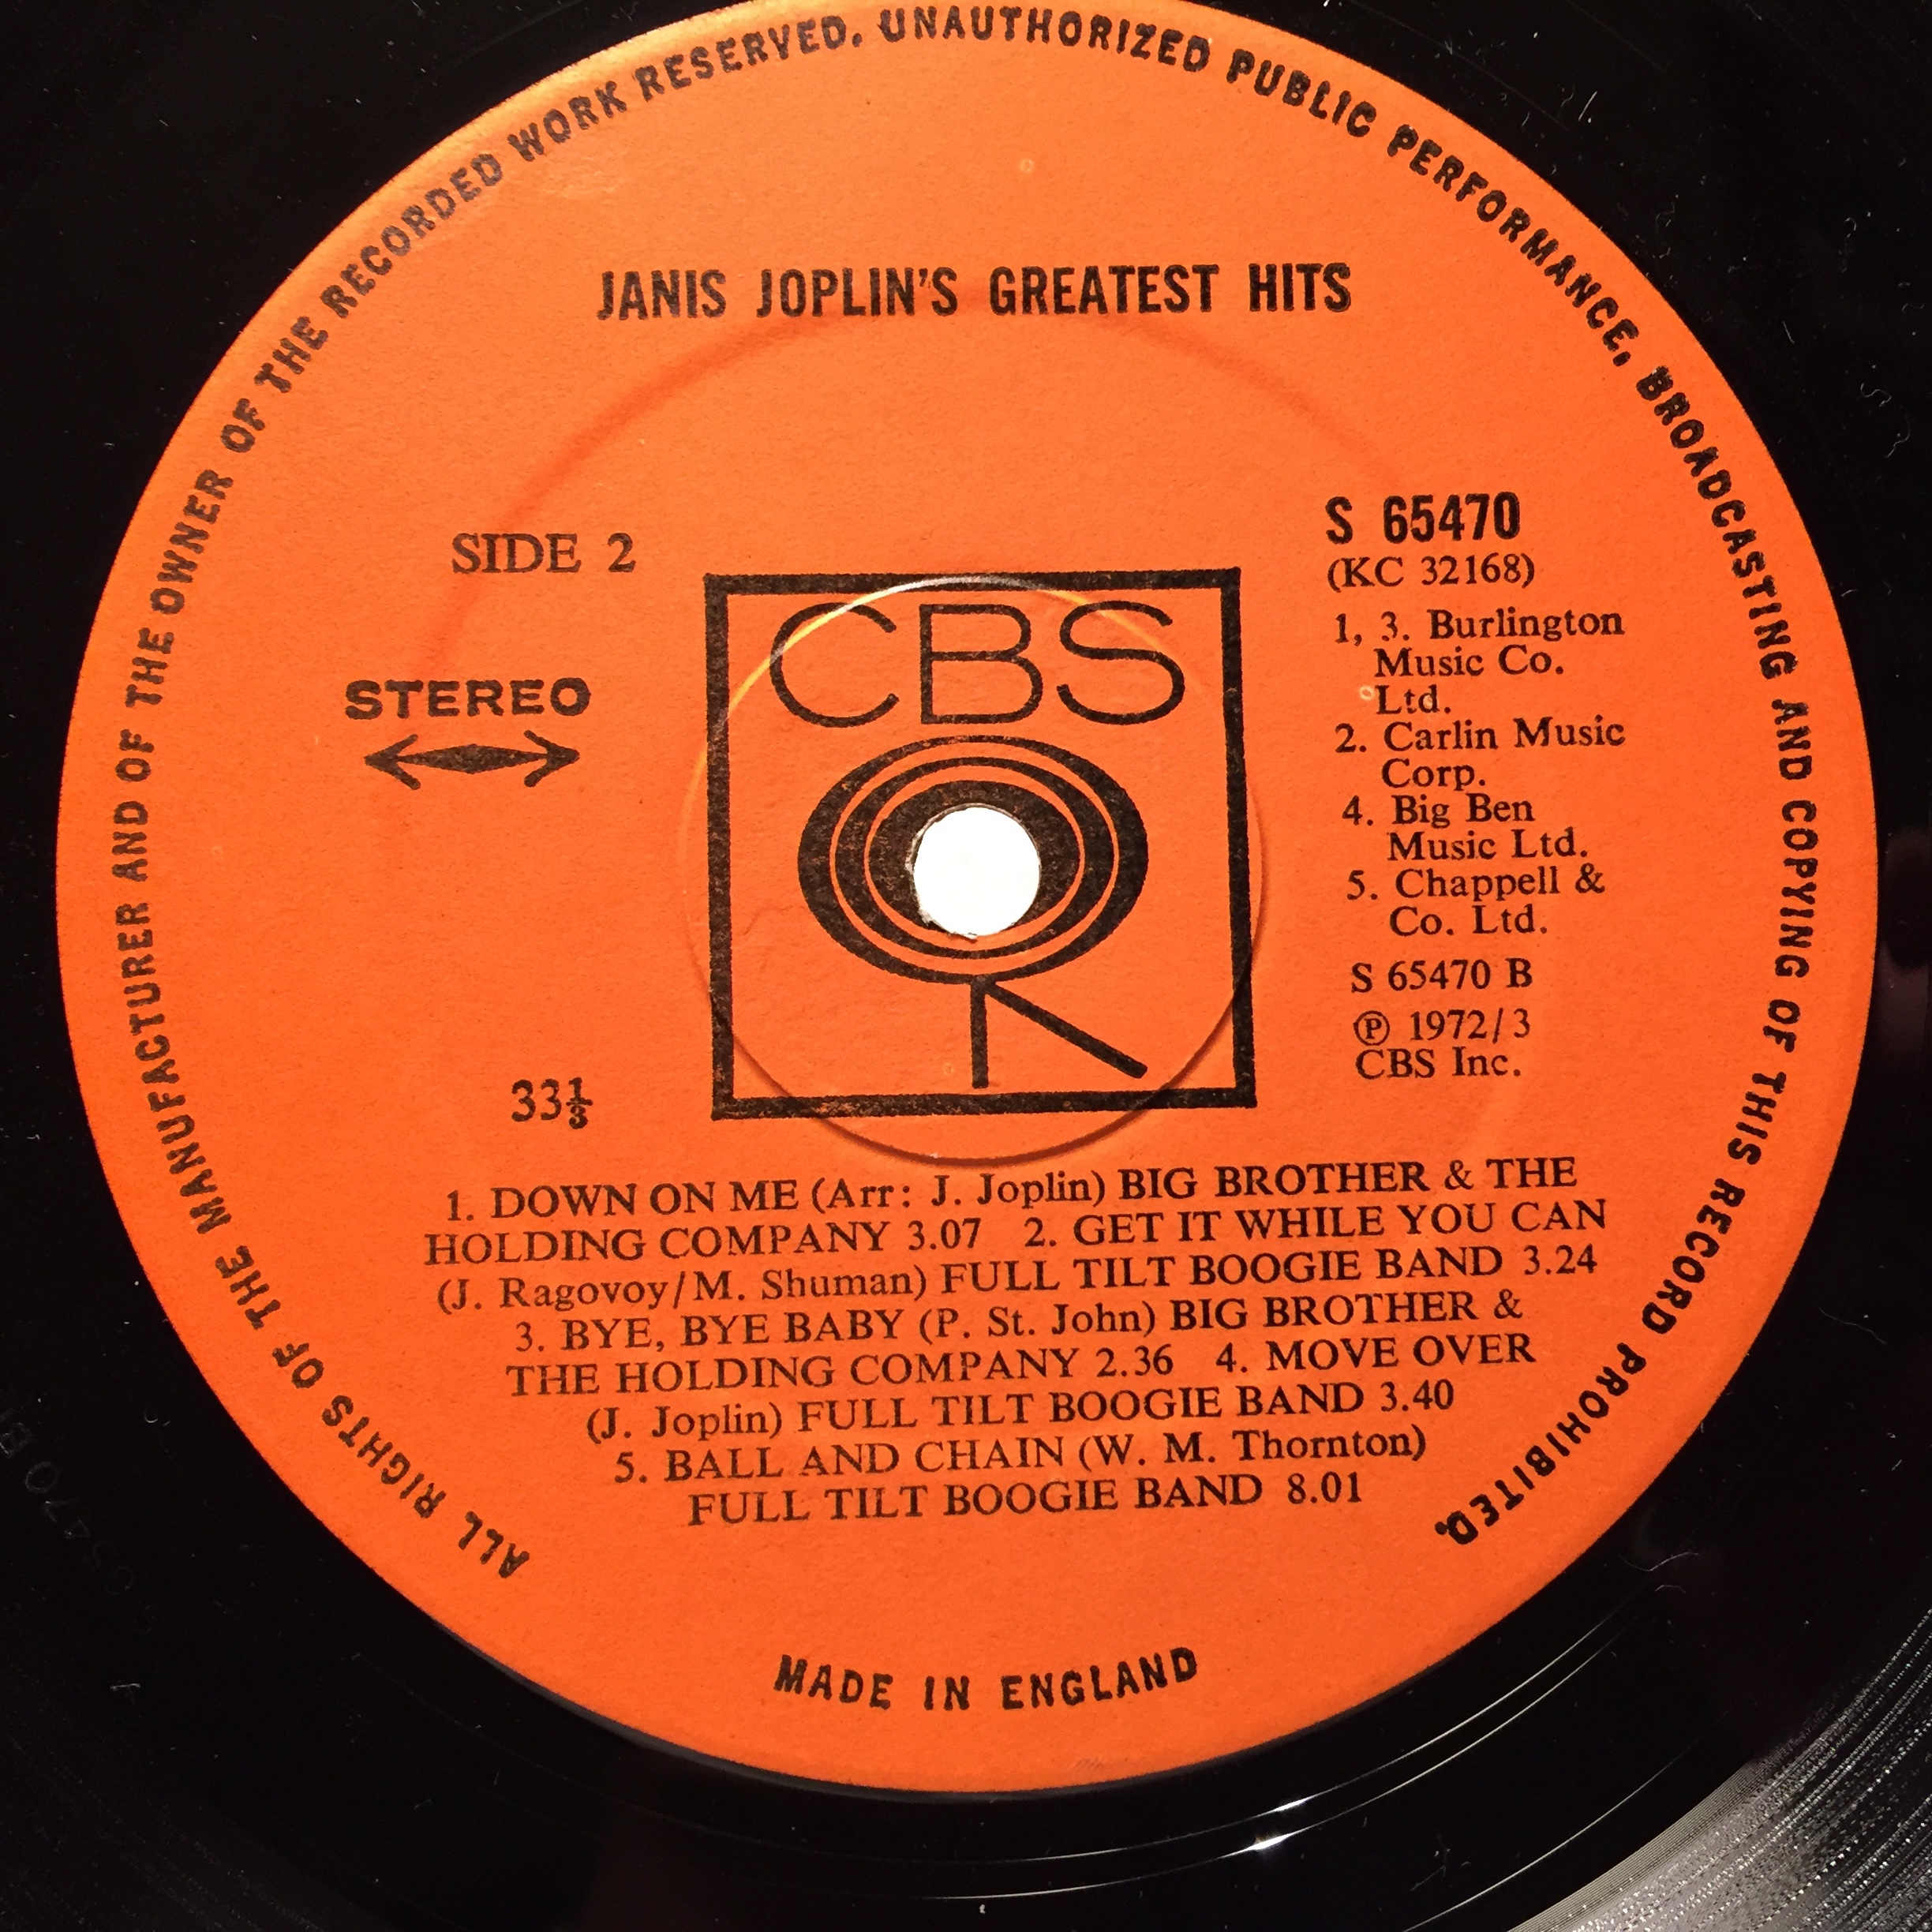 ALL RIGHTS OF THE MANUFACTURER AND OF THE OWNER OF THE RECORDED WORK RESERVED. UNAUTHORIZED PUBLIC PERFORMANCE, BROADCASTING AND COPYING OF THIS RECORD PROHIBITED.
JANIS JOPLIN'S GREATEST HITS
SIDE 2
STEREO
33⅓
CBS
S 65470
(KC 32168)
1, 3. Burlington
Music Co.
Ltd.
2. Carlin Music
Corp.
4. Big Ben
Music Ltd.
5. Chappell &
Co. Ltd.
S 65470 B
℗ 1972/3
CBS Inc.
1. DOWN ON ME (Arr: J. Joplin) BIG BROTHER & THE
HOLDING COMPANY 3.07 2. GET IT WHILE YOU CAN
(J. Ragovoy/M. Shuman) FULL TILT BOOGIE BAND 3.24
3. BYE, BYE BABY (P. St. John) BIG BROTHER &
THE HOLDING COMPANY 2.36 4. MOVE OVER
(J. Joplin) FULL TILT BOOGIE BAND 3.40
5. BALL AND CHAIN (W. M. Thornton)
FULL TILT BOOGIE BAND 8.01
MADE IN ENGLAND